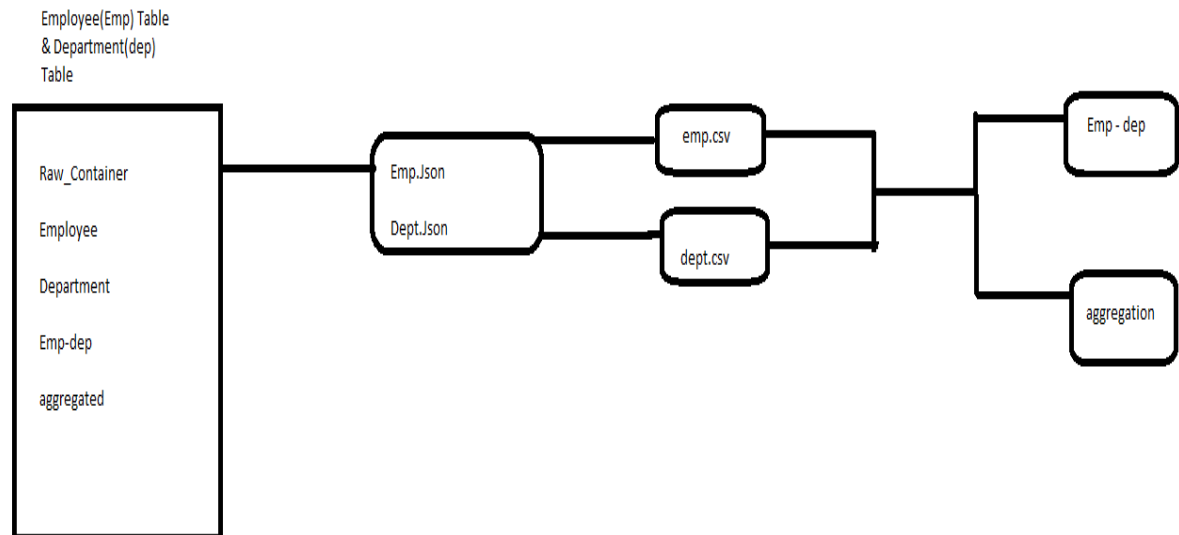 Employee(Emp) Table
& Department(dep)
Table
Raw_Container
Employee
Department
Emp-dep
aggregated
Emp.Json
Dept.Json
emp.csv
dept.csv
Emp - dep
aggregation